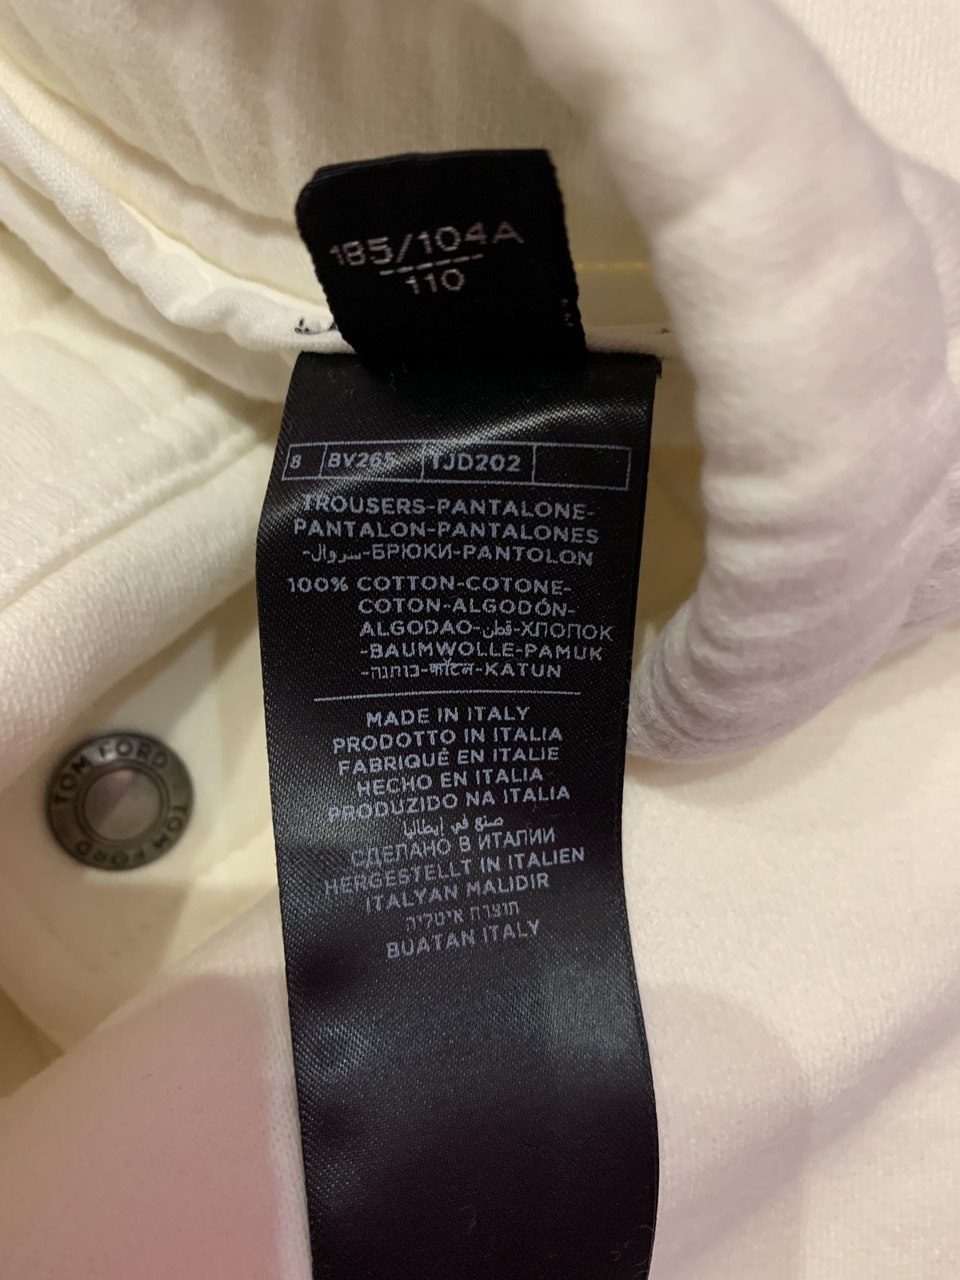 185/104A
110
8 BV265 TJD202
TROUSERS-PANTALONE-
PANTALON-PANTALONES
-سروال-БРЮКИ-PANTOLON
100% COTTON-COTONE-
COTON-ALGODÓN-
ALGODAO-قطن-ХЛОПОК
-BAUMWOLLE-PAMUK
-כותנה-कॉटन-KATUN
MADE IN ITALY
PRODOTTO IN ITALIA
FABRIQUÉ EN ITALIE
HECHO EN ITALIA
PRODUZIDO NA ITALIA
صنع في إيطاليا
СДЕЛАНО В ИТАЛИИ
HERGESTELLT IN ITALIEN
ITALYAN MALIDIR
תוצרת איטליה
BUATAN ITALY
TOM FORD
TOM FORD